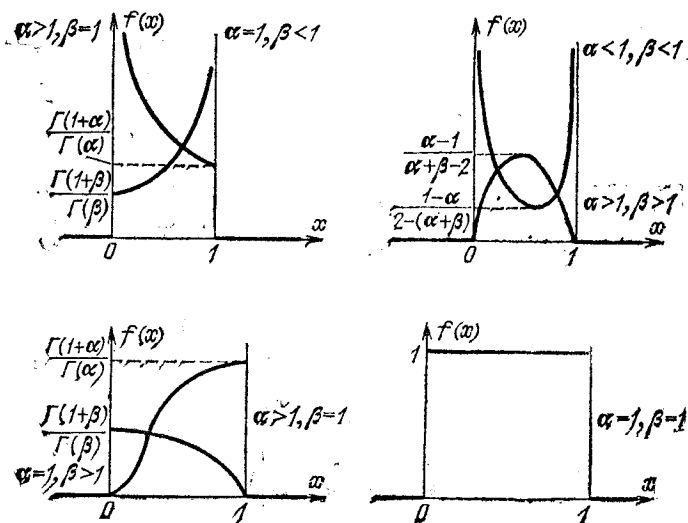 α>1, β=1
f(x)
α=1, β<1
Γ(1+α)
Γ(α)
Γ(1+β)
Γ(β)
0
1
x
f(x)
α<1, β<1
α-1
α+β-2
1-α
2-(α+β)
α>1, β>1
0
1
x
f(x)
Γ(1+α)
Γ(α)
Γ(1+β)
Γ(β)
α=1, β>1
α>1, β=1
0
1
x
f(x)
1
α=1, β=1
0
1
x